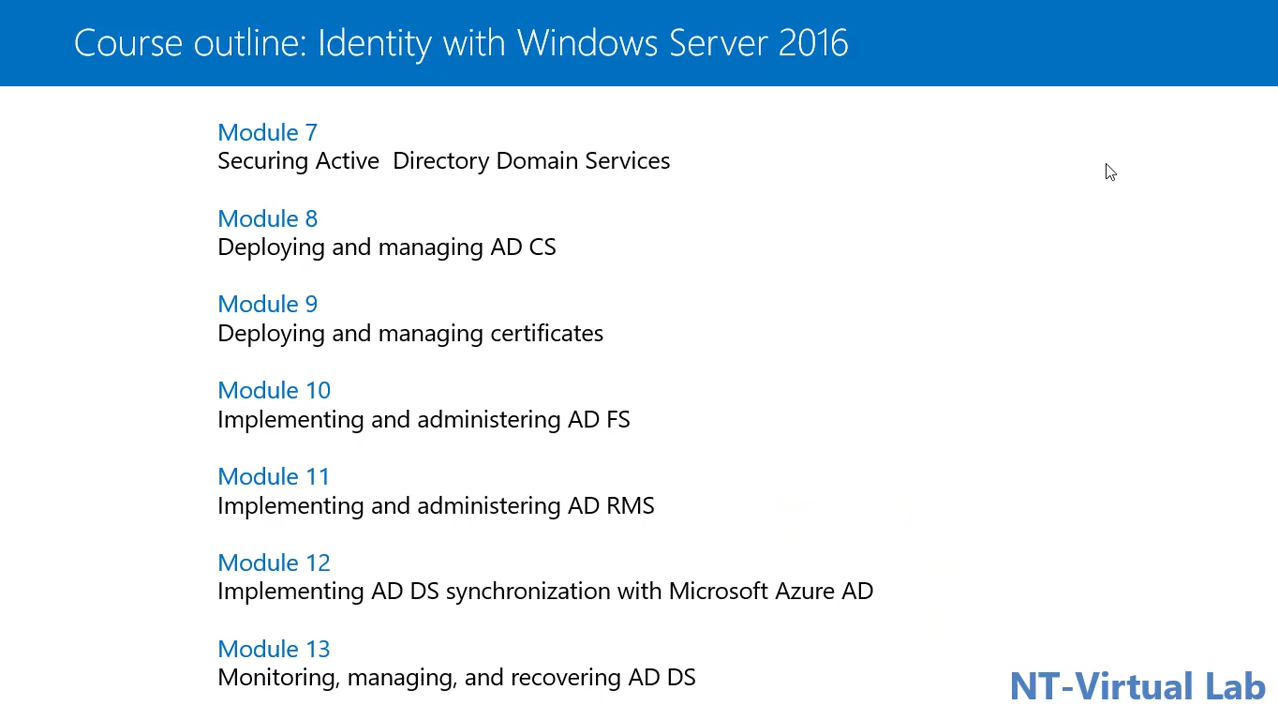 Course outline: Identity with Windows Server 2016
Module 7
Securing Active  Directory Domain Services
Module 8
Deploying and managing AD CS
Module 9
Deploying and managing certificates
Module 10
Implementing and administering AD FS
Module 11
Implementing and administering AD RMS
Module 12
Implementing AD DS synchronization with Microsoft Azure AD
Module 13
Monitoring, managing, and recovering AD DS
NT-Virtual Lab